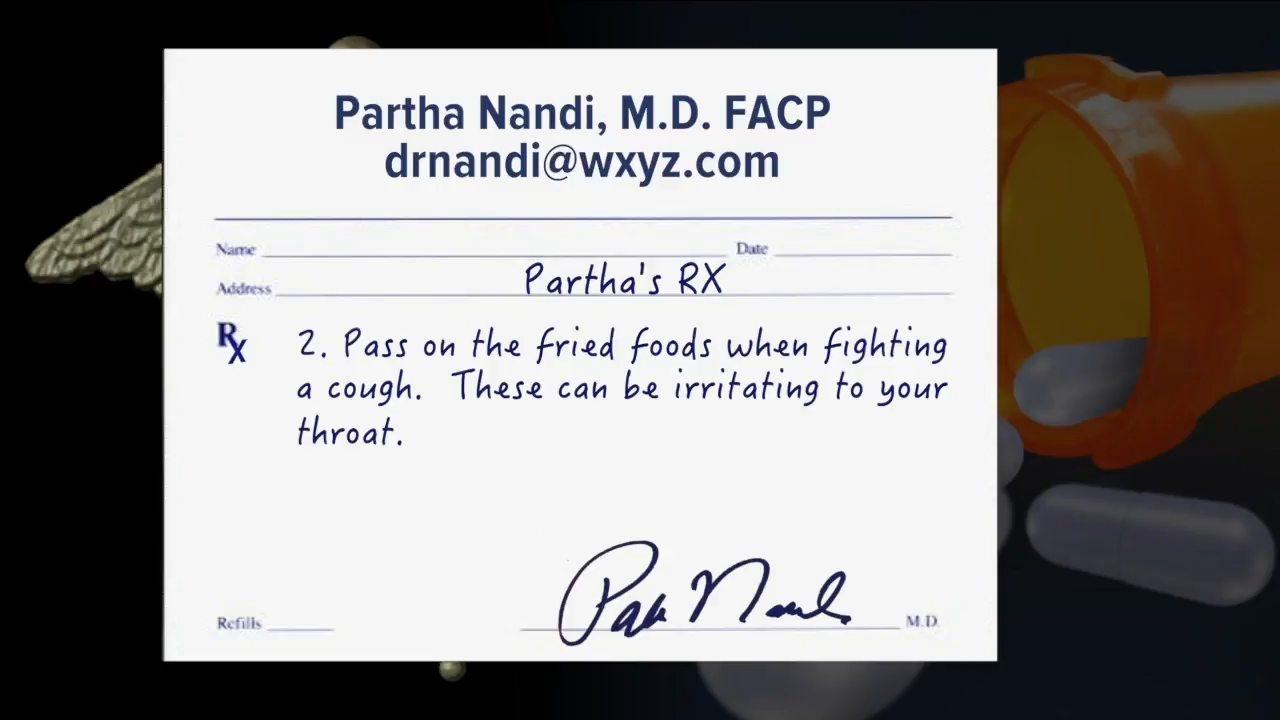 Partha Nandi, M.D. FACP
drnandi@wxyz.com
Name Date
Address Partha's RX
Rx 2. Pass on the fried foods when fighting
a cough. These can be irritating to your
throat.
Refills M.D.